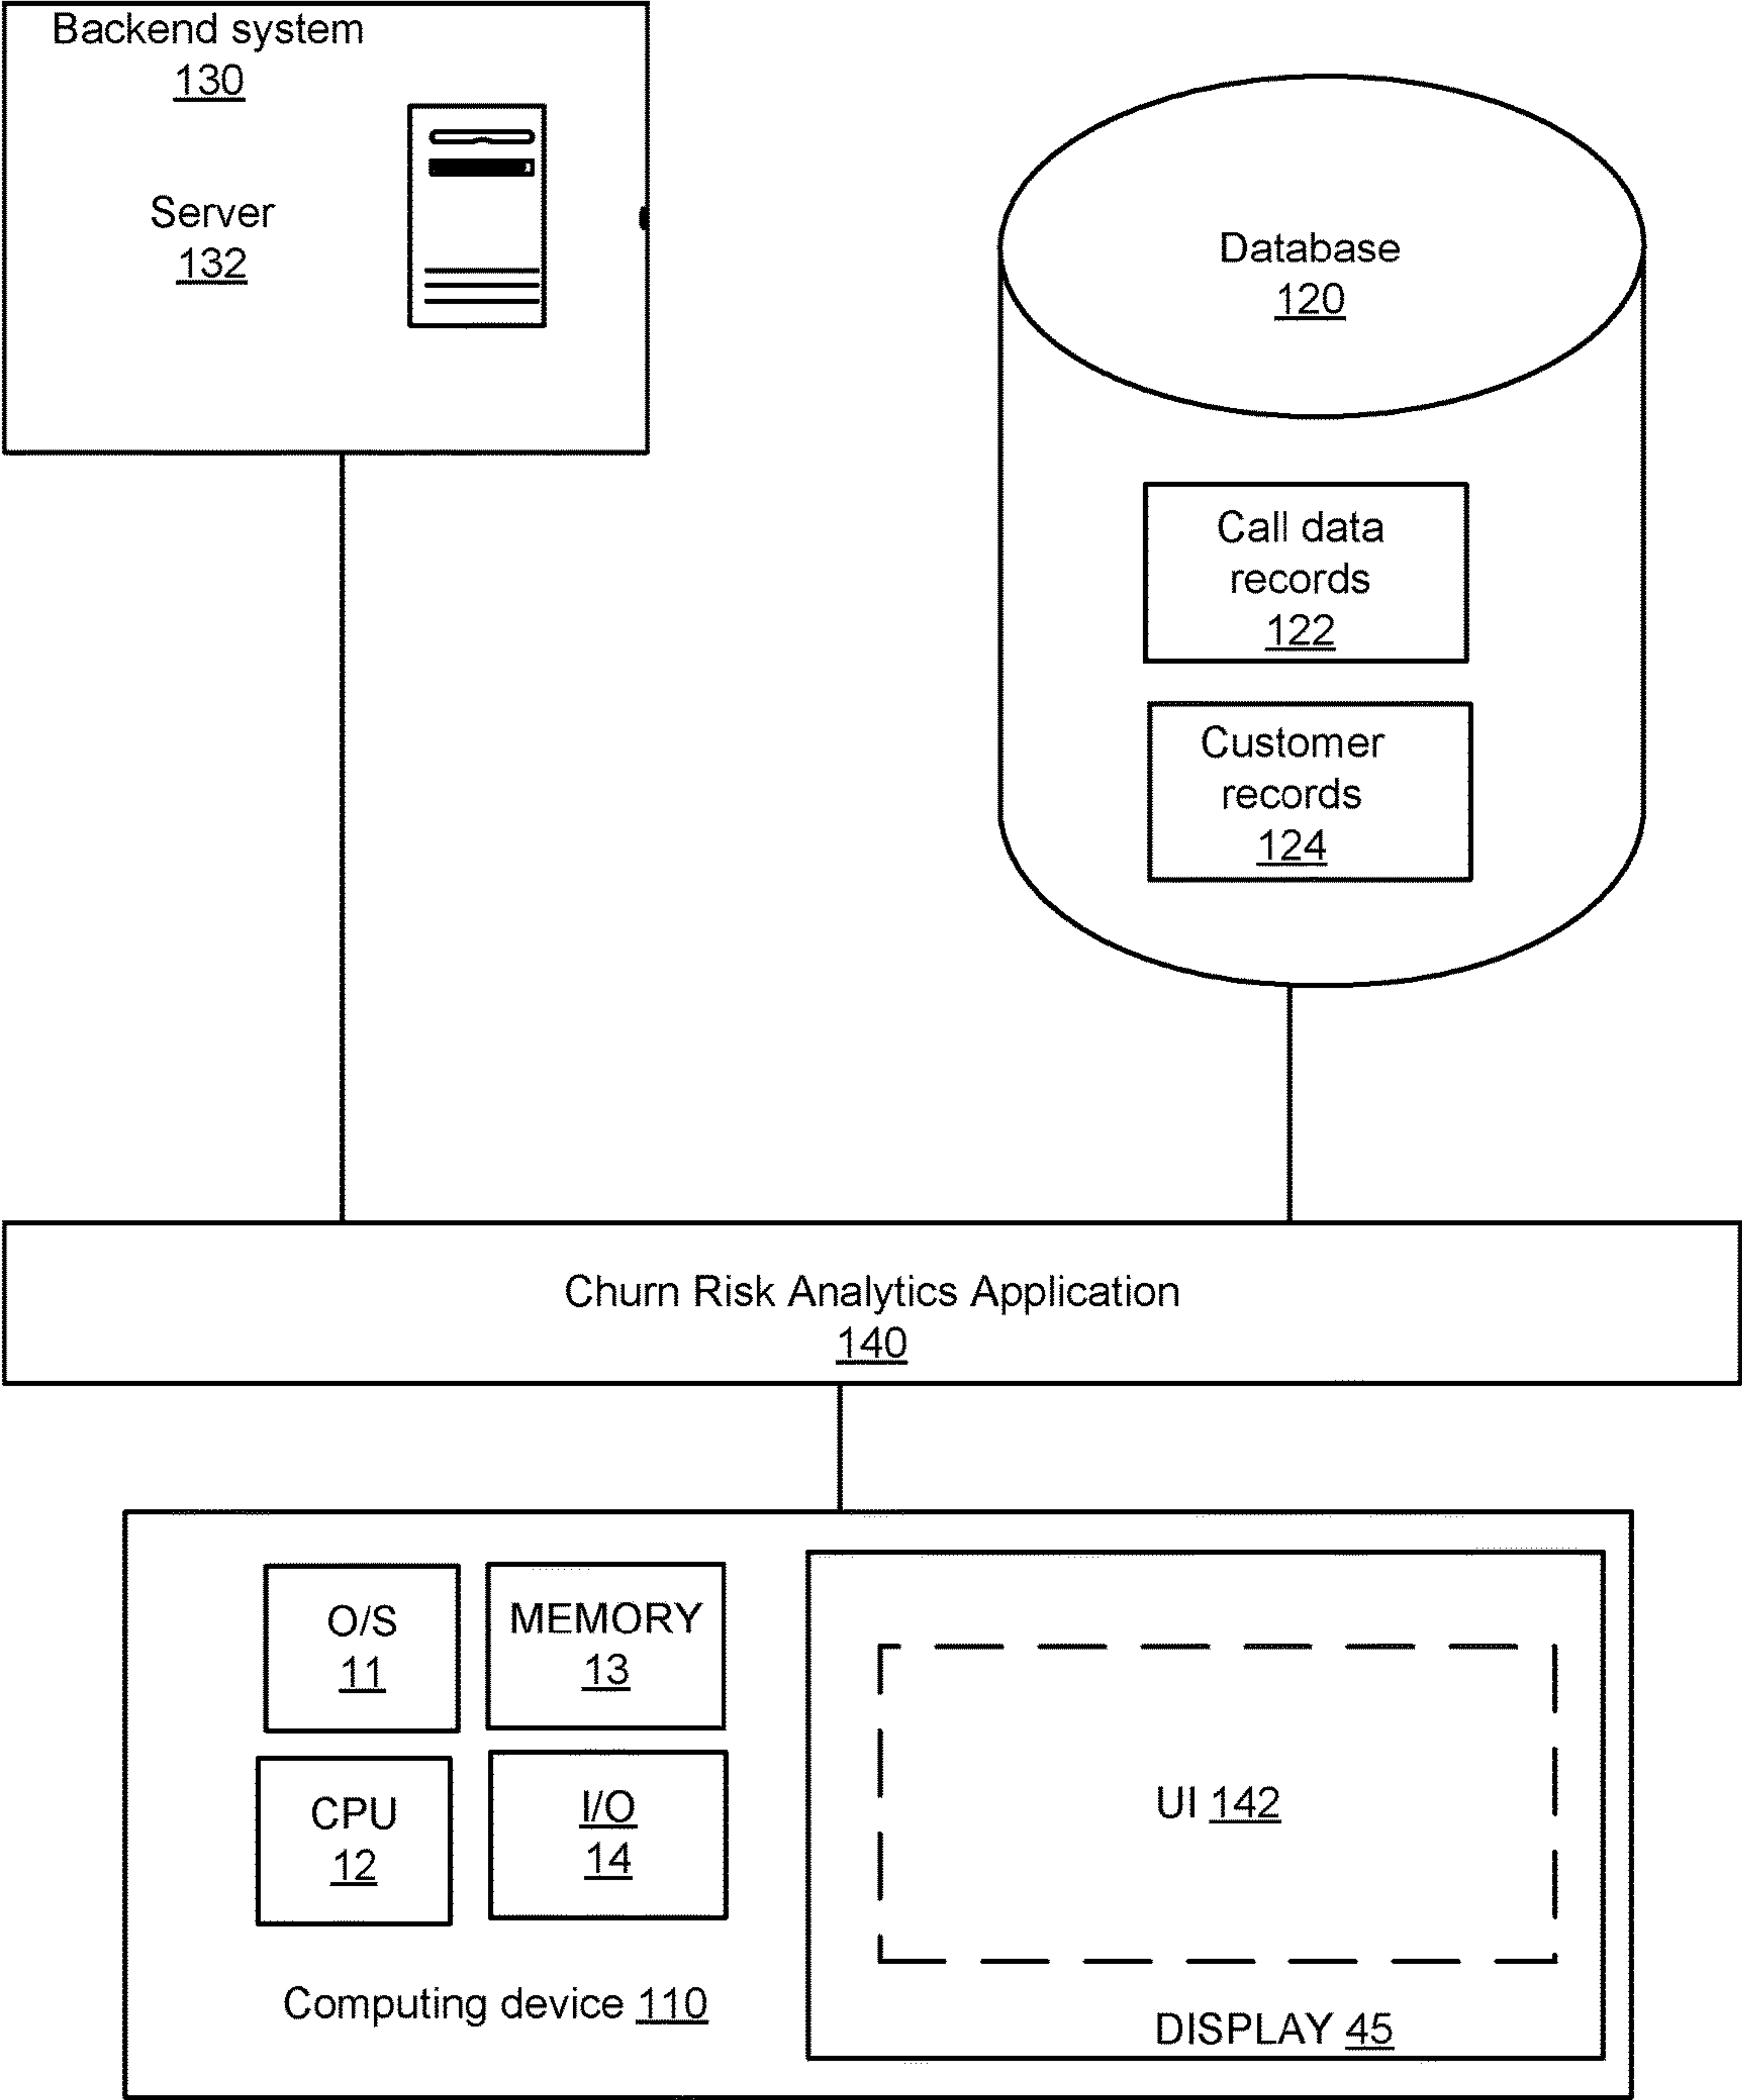 Backend system
130
Server
132
Database
120
Call data
records
122
Customer
records
124
Churn Risk Analytics Application
140
O/S
11
MEMORY
13
CPU
12
I/O
14
Computing device 110
UI 142
DISPLAY 45